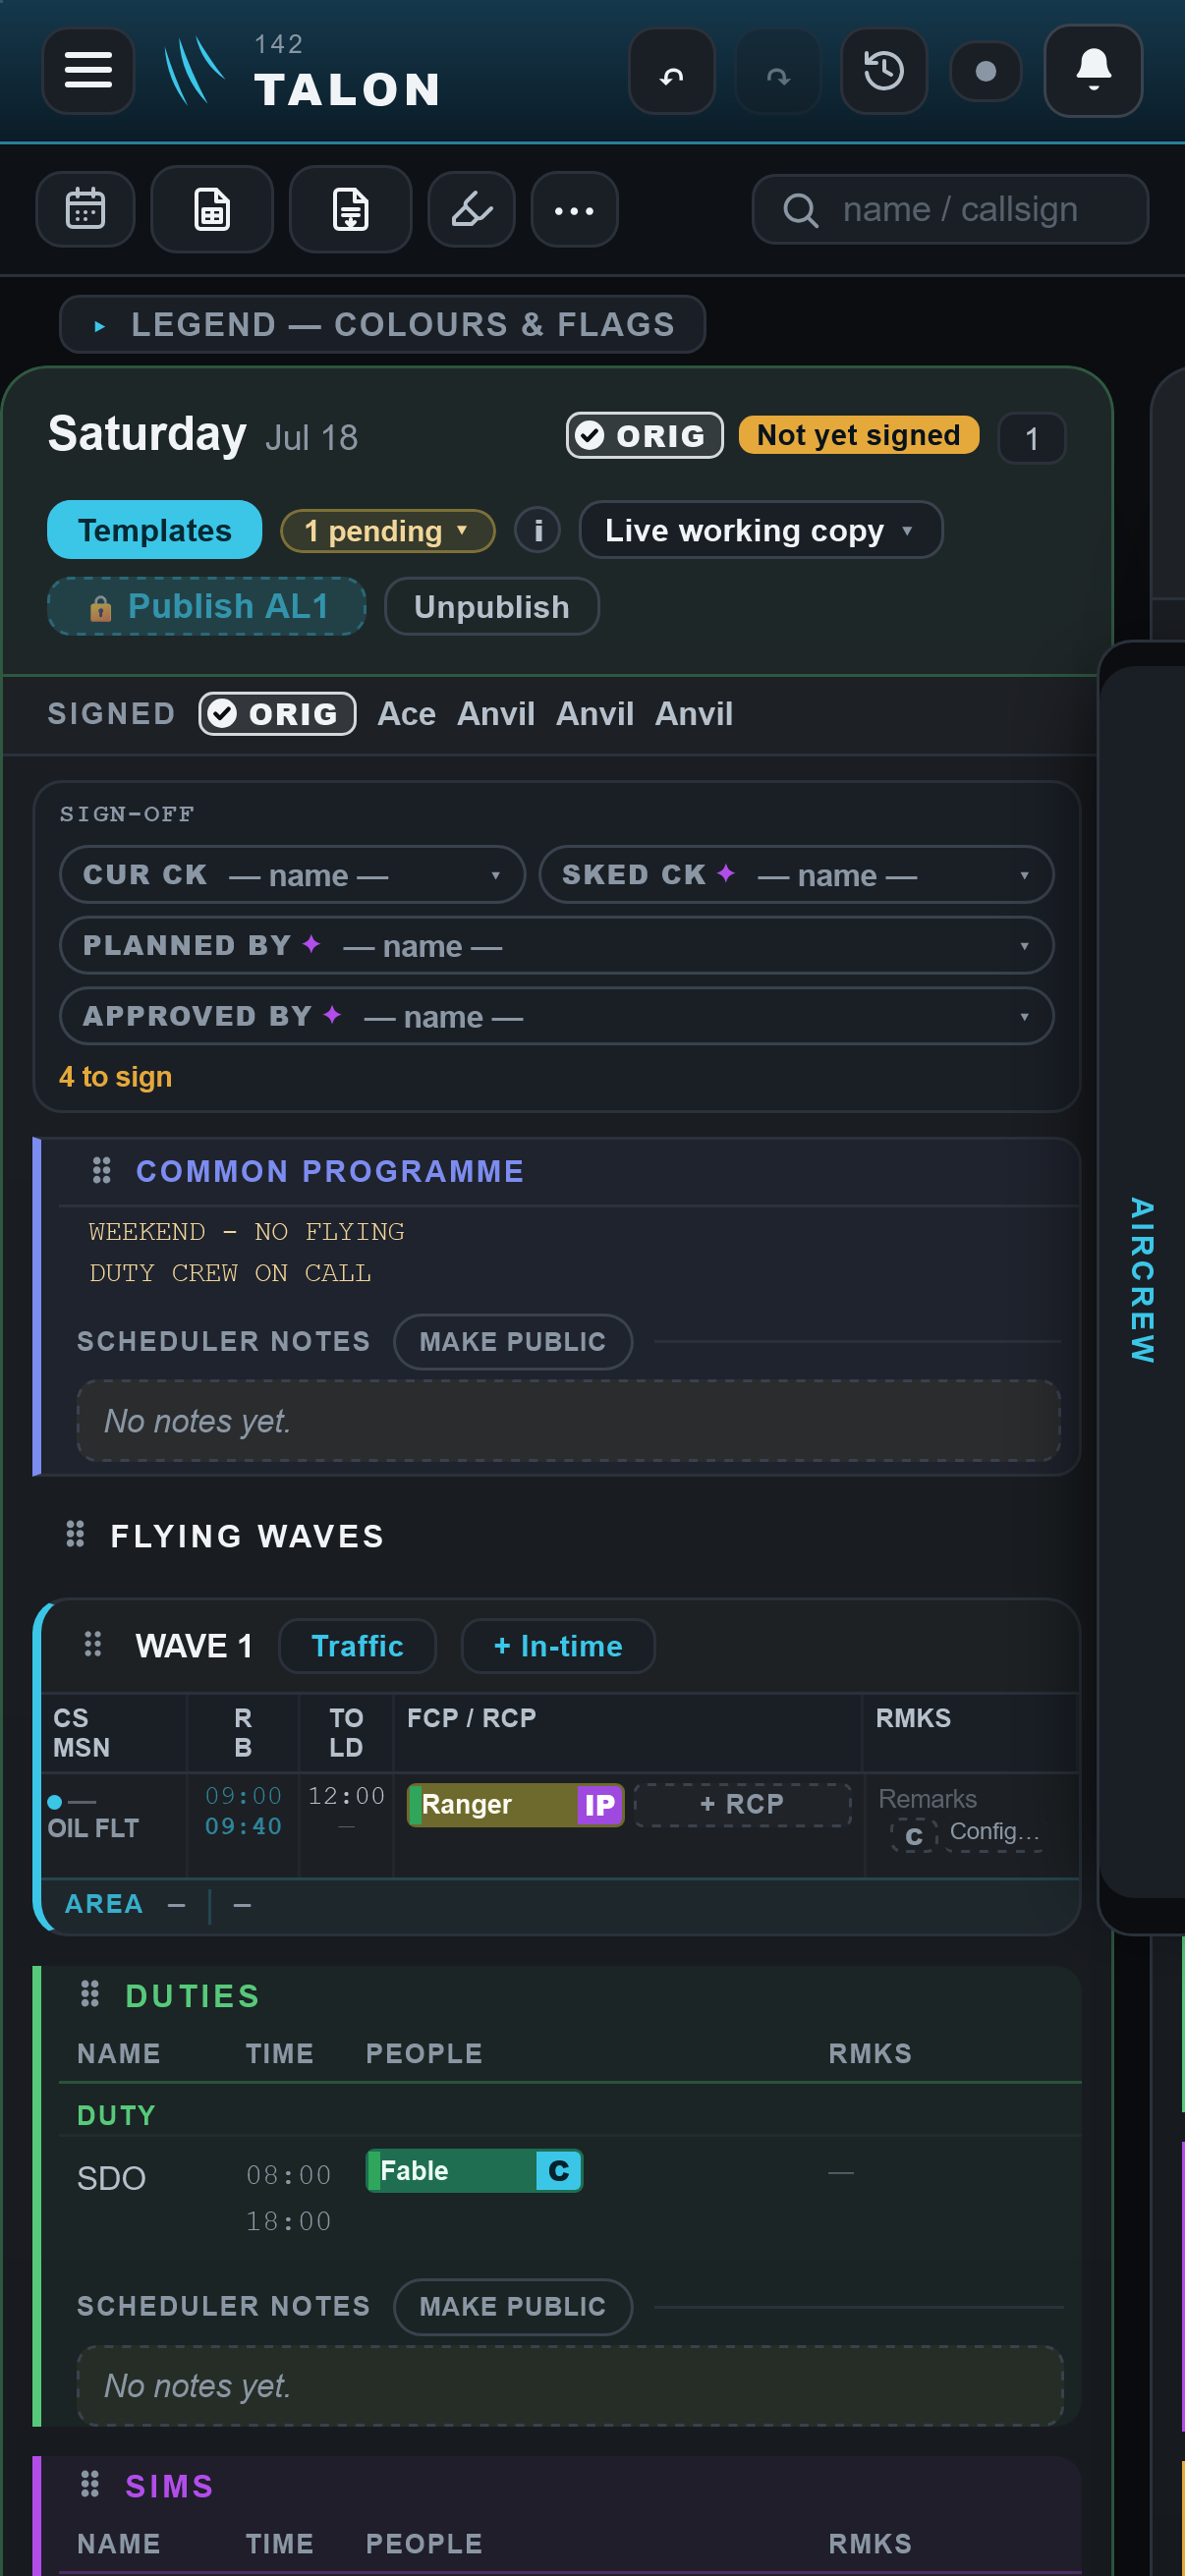 142
TALON
name / callsign
▸ LEGEND — COLOURS & FLAGS
Saturday Jul 18 ORIG Not yet signed 1
Templates 1 pending ▾ i Live working copy ▾
Publish AL1 Unpublish
SIGNED ORIG Ace Anvil Anvil Anvil
SIGN-OFF
CUR CK — name — ▾ SKED CK ✦ — name — ▾
PLANNED BY ✦ — name — ▾
APPROVED BY ✦ — name — ▾
4 to sign
COMMON PROGRAMME
WEEKEND - NO FLYING
DUTY CREW ON CALL
SCHEDULER NOTES MAKE PUBLIC
No notes yet.
AIRCREW
FLYING WAVES
WAVE 1 Traffic + In-time
CS R TO FCP / RCP RMKS
MSN B LD
— 09:00 12:00 Ranger IP + RCP Remarks
OIL FLT 09:40 — C Config…
AREA — | —
DUTIES
NAME TIME PEOPLE RMKS
DUTY
SDO 08:00 Fable C —
18:00
SCHEDULER NOTES MAKE PUBLIC
No notes yet.
SIMS
NAME TIME PEOPLE RMKS